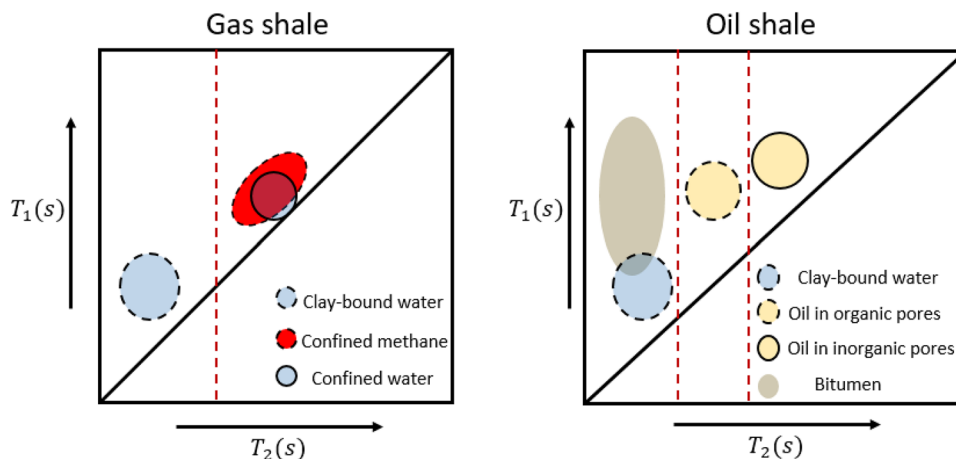 Gas shale
T₁(s)
Clay-bound water
Confined methane
Confined water
T₂(s)
Oil shale
T₁(s)
Clay-bound water
Oil in organic pores
Oil in inorganic pores
Bitumen
T₂(s)